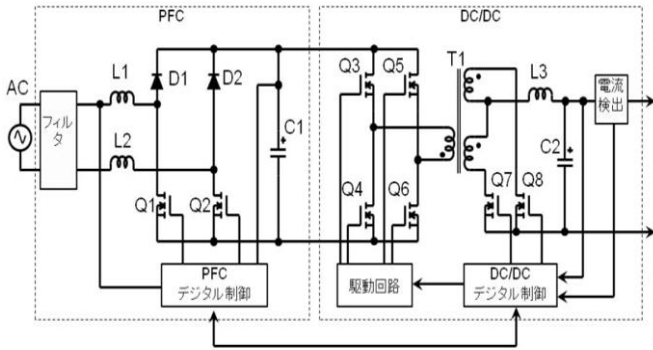 PFC
DC/DC
L1
D1
D2
Q3
Q5
T1
L3
AC
フィル
タ
電流
検出
L2
C1
C2
Q1
Q2
Q4
Q6
Q7
Q8
PFC
デジタル制御
駆動回路
DC/DC
デジタル制御